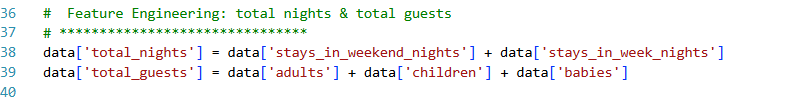 36 #  Feature Engineering: total nights & total guests
37 # *******************************
38 data['total_nights'] = data['stays_in_weekend_nights'] + data['stays_in_week_nights']
39 data['total_guests'] = data['adults'] + data['children'] + data['babies']
40